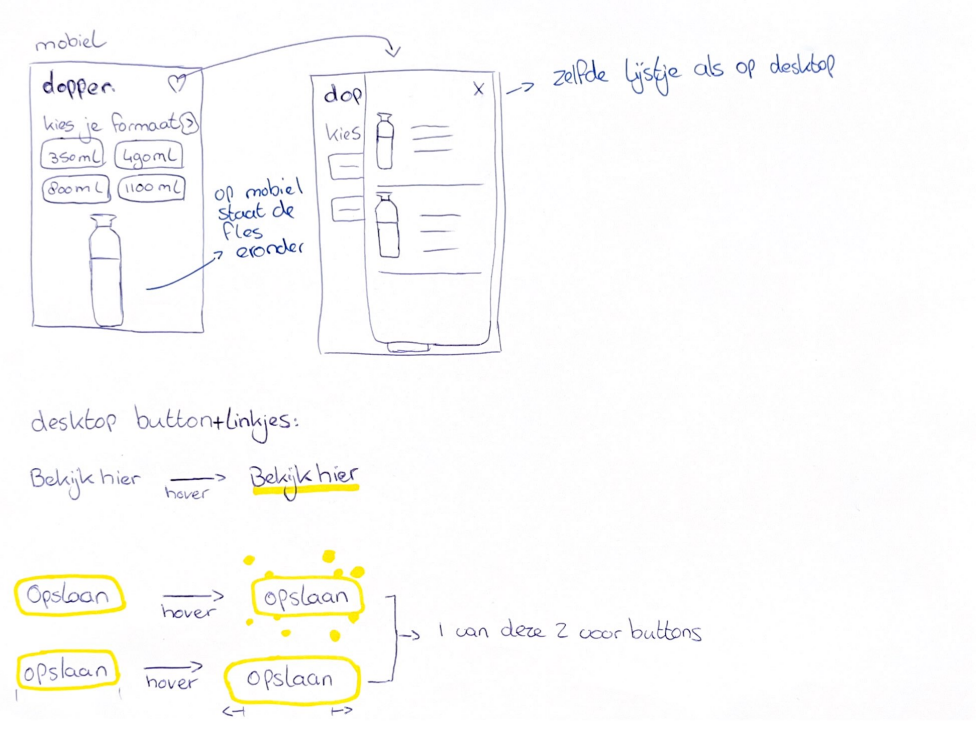 mobiel
dopper.
kies je formaat
350mL
490mL
800mL
1100mL
op mobiel
staat de
fles
eronder
dop
x
kies
zelfde lijstje als op desktop
desktop button+linkjes:
Bekijk hier
hover
Bekijk hier
Opslaan
hover
opslaan
opslaan
hover
opslaan
1 van deze 2 voor buttons